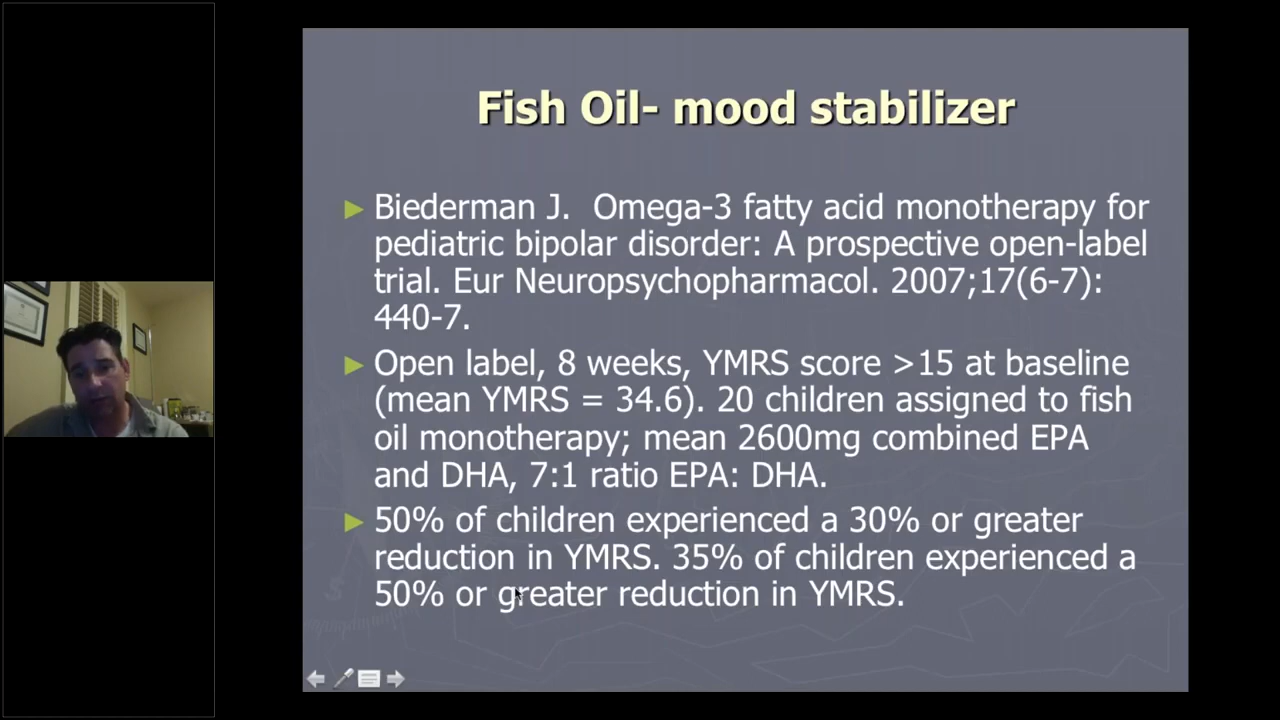 Fish Oil- mood stabilizer
Biederman J.  Omega-3 fatty acid monotherapy for
pediatric bipolar disorder: A prospective open-label
trial. Eur Neuropsychopharmacol. 2007;17(6-7):
440-7.
Open label, 8 weeks, YMRS score >15 at baseline
(mean YMRS = 34.6). 20 children assigned to fish
oil monotherapy; mean 2600mg combined EPA
and DHA, 7:1 ratio EPA: DHA.
50% of children experienced a 30% or greater
reduction in YMRS. 35% of children experienced a
50% or greater reduction in YMRS.